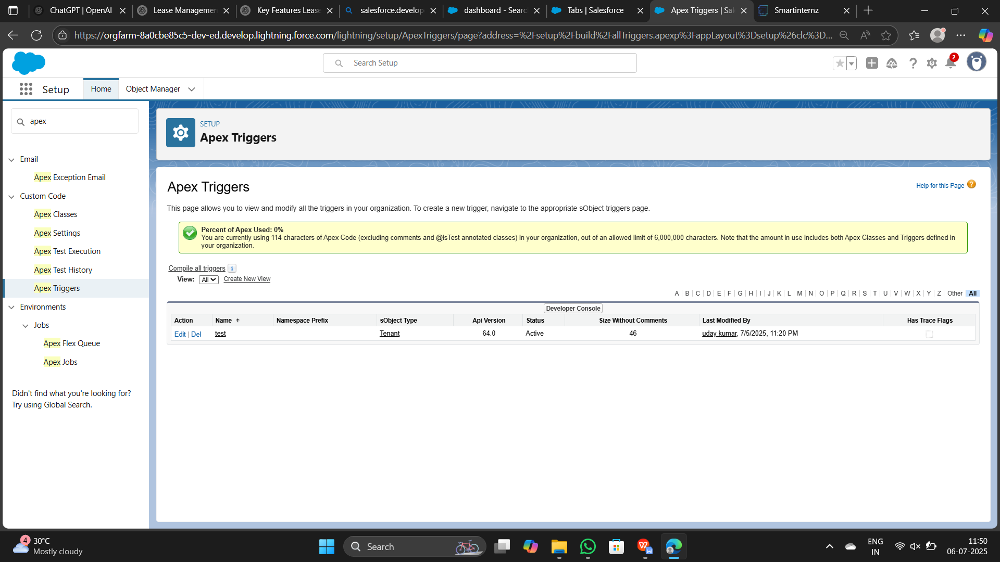 ChatGPT | OpenAI
Lease Managemen
Key Features Lease
salesforce.develop
dashboard - Searc
Tabs | Salesforce
Apex Triggers | Sal
Smartinternz
https://orgfarm-8a0cbe85c5-dev-ed.develop.lightning.force.com/lightning/setup/ApexTriggers/page?address=%2Fsetup%2Fbuild%2FallTriggers.apexp%3FappLayout%3Dsetup%26clc%3D...
Search Setup
2
Setup
Home
Object Manager
apex
Email
Apex Exception Email
Custom Code
Apex Classes
Apex Settings
Apex Test Execution
Apex Test History
Apex Triggers
Environments
Jobs
Apex Flex Queue
Apex Jobs
Didn't find what you're looking for?
Try using Global Search.
SETUP
Apex Triggers
Apex Triggers
Help for this Page
This page allows you to view and modify all the triggers in your organization. To create a new trigger, navigate to the appropriate sObject triggers page.
Percent of Apex Used: 0%
You are currently using 114 characters of Apex Code (excluding comments and @isTest annotated classes) in your organization, out of an allowed limit of 6,000,000 characters. Note that the amount in use includes both Apex Classes and Triggers defined in
your organization.
Compile all triggers i
View: All Create New View
A | B | C | D | E | F | G | H | I | J | K | L | M | N | O | P | Q | R | S | T | U | V | W | X | Y | Z | Other | All
Developer Console
Action Name Namespace Prefix sObject Type Api Version Status Size Without Comments Last Modified By Has Trace Flags
Edit | Del test Tenant 64.0 Active 46 uday kumar, 7/5/2025, 11:20 PM
4
30°C
Mostly cloudy
Search
ENG
IN
11:50
06-07-2025